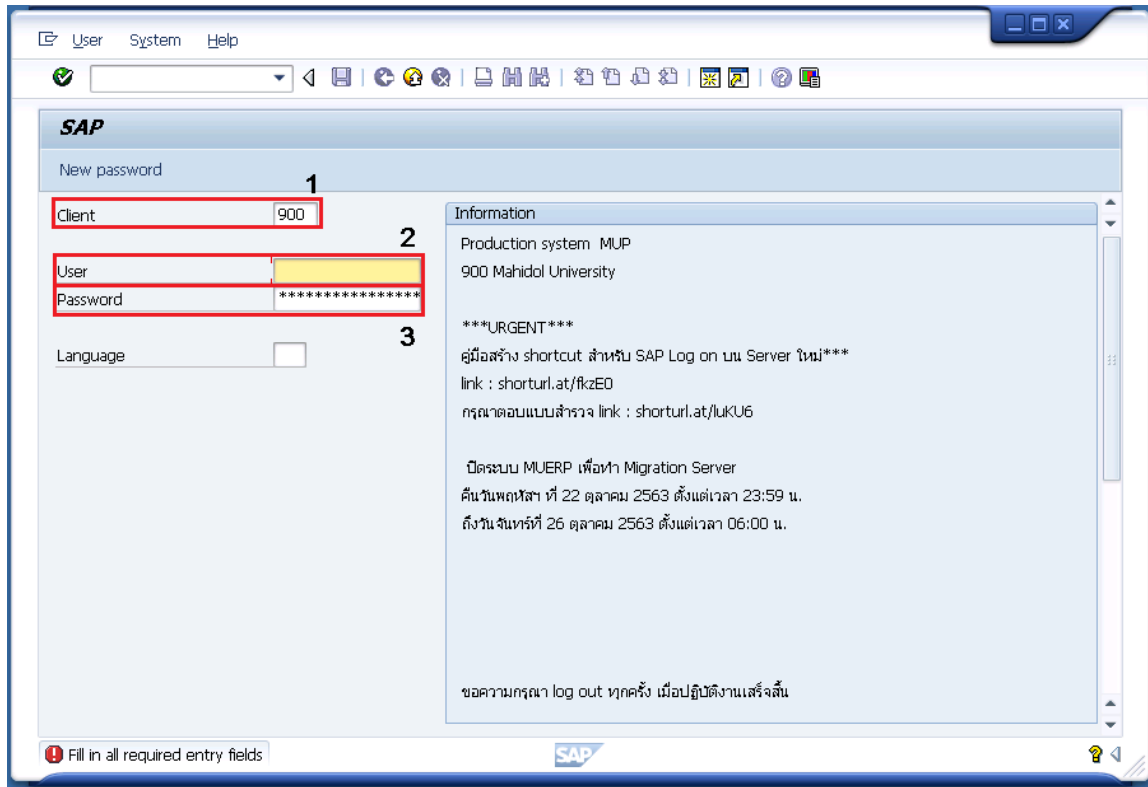 User System Help
SAP
New password
1
Client 900
2
User
Password ****************
3
Language
Information
Production system MUP
900 Mahidol University
***URGENT***
คู่มือสร้าง shortcut สำหรับ SAP Log on บน Server ใหม่***
link : shorturl.at/fkzE0
กรุณาตอบแบบสำรวจ link : shorturl.at/luKU6
ปิดระบบ MUERP เพื่อทำ Migration Server
คืนวันพฤหัสฯ ที่ 22 ตุลาคม 2563 ตั้งแต่เวลา 23:59 น.
ถึงวันจันทร์ที่ 26 ตุลาคม 2563 ตั้งแต่เวลา 06:00 น.
ขอความกรุณา log out ทุกครั้ง เมื่อปฏิบัติงานเสร็จสิ้น
Fill in all required entry fields
SAP